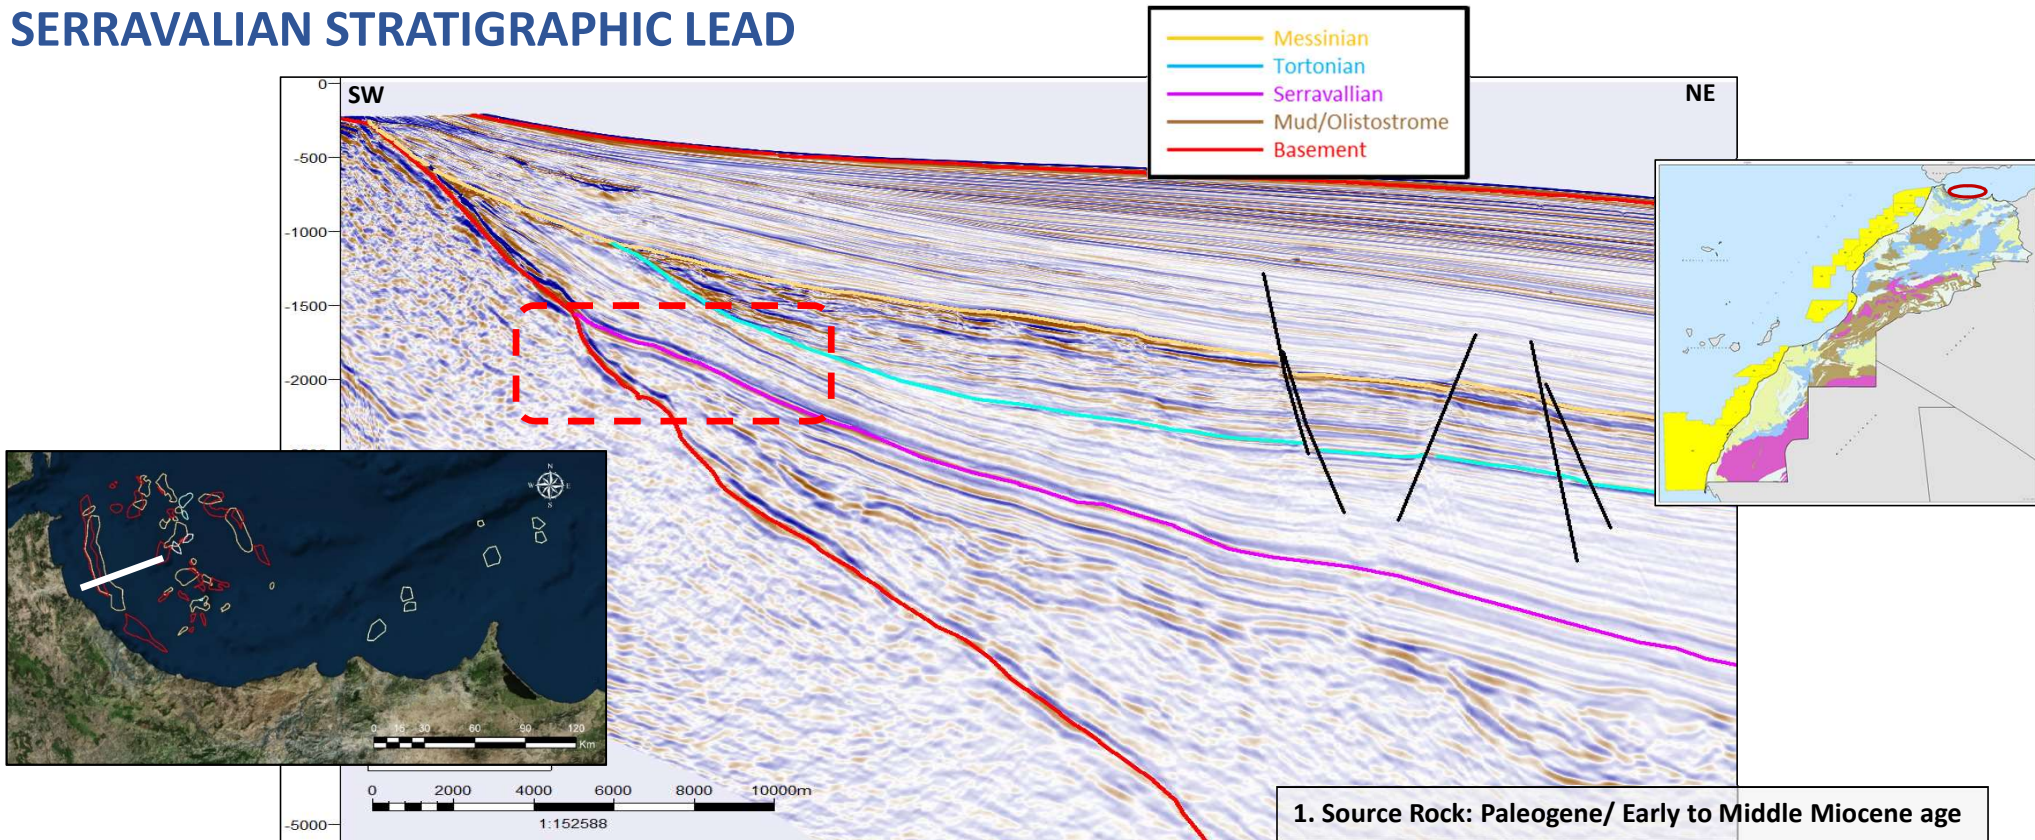 SERRAVALIAN STRATIGRAPHIC LEAD
Messinian
Tortonian
Serravallian
Mud/Olistostrome
Basement
SW
NE
0
-500
-1000
-1500
-2000
-5000
N
W
E
S
0 15 30 60 90 120
Km
0 2000 4000 6000 8000 10000m
1:152588
1. Source Rock: Paleogene/ Early to Middle Miocene age